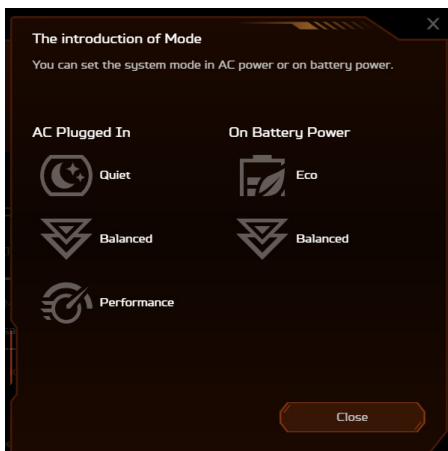 The introduction of Mode
You can set the system mode in AC power or on battery power.
AC Plugged In
On Battery Power
Quiet
Eco
Balanced
Balanced
Performance
Close